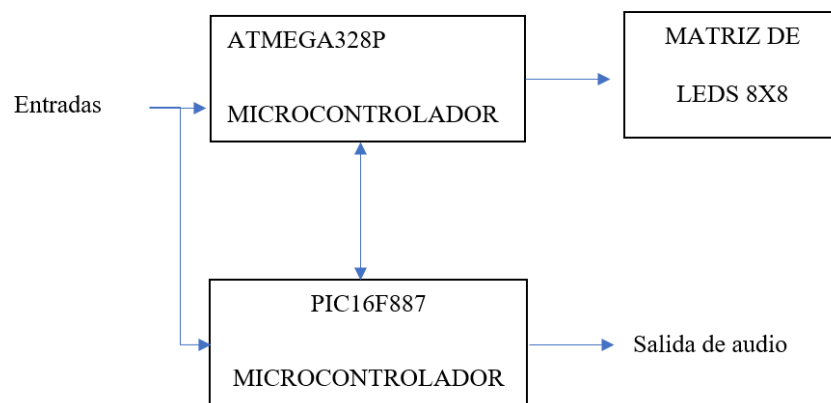 ATMEGA328P
MICROCONTROLADOR
MATRIZ DE
LEDS 8X8
Entradas
PIC16F887
MICROCONTROLADOR
Salida de audio